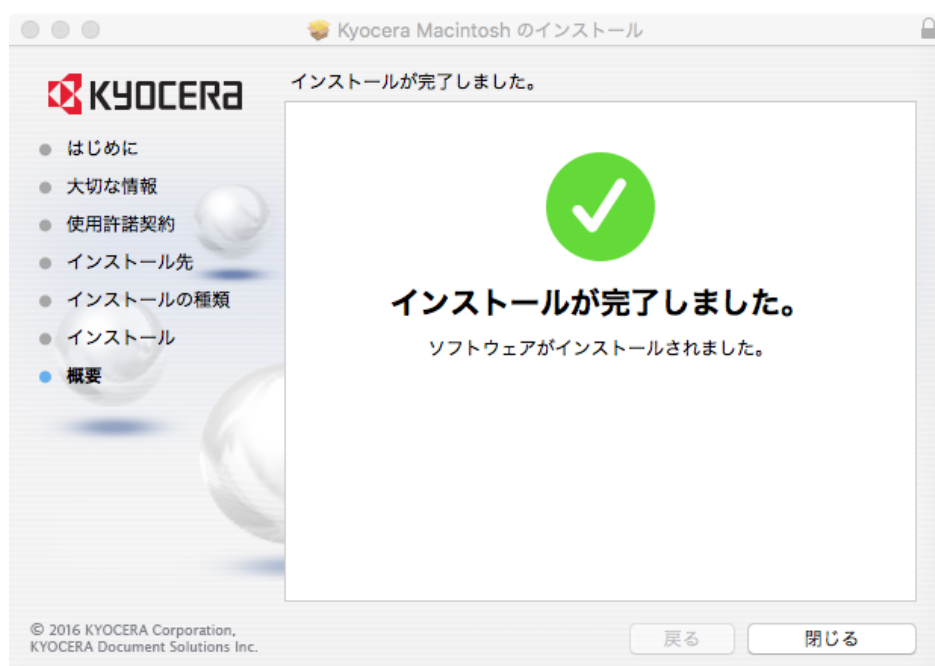 Kyocera Macintosh のインストール
KYOCERA
インストールが完了しました。
はじめに
大切な情報
使用許諾契約
インストール先
インストールの種類
インストール
概要
インストールが完了しました。
ソフトウェアがインストールされました。
© 2016 KYOCERA Corporation,
KYOCERA Document Solutions Inc.
戻る
閉じる